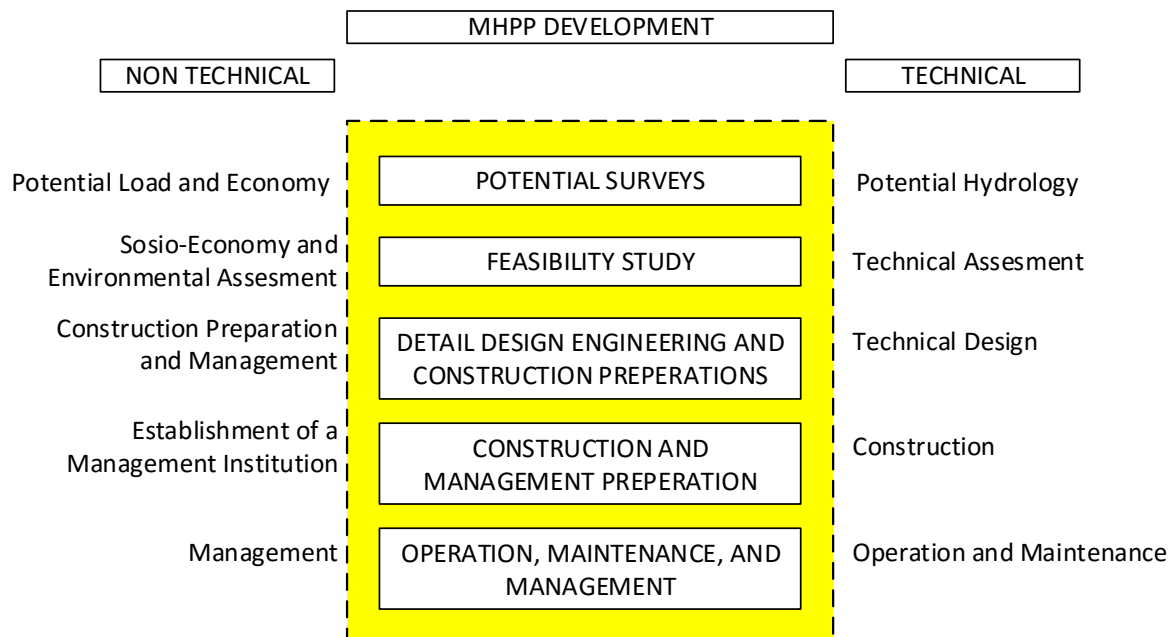 MHPP DEVELOPMENT
NON TECHNICAL
TECHNICAL
Potential Load and Economy
POTENTIAL SURVEYS
Potential Hydrology
Sosio-Economy and
Environmental Assesment
FEASIBILITY STUDY
Technical Assesment
Construction Preparation
and Management
DETAIL DESIGN ENGINEERING AND
CONSTRUCTION PREPERATIONS
Technical Design
Establishment of a
Management Institution
CONSTRUCTION AND
MANAGEMENT PREPERATION
Construction
Management
OPERATION, MAINTENANCE, AND
MANAGEMENT
Operation and Maintenance